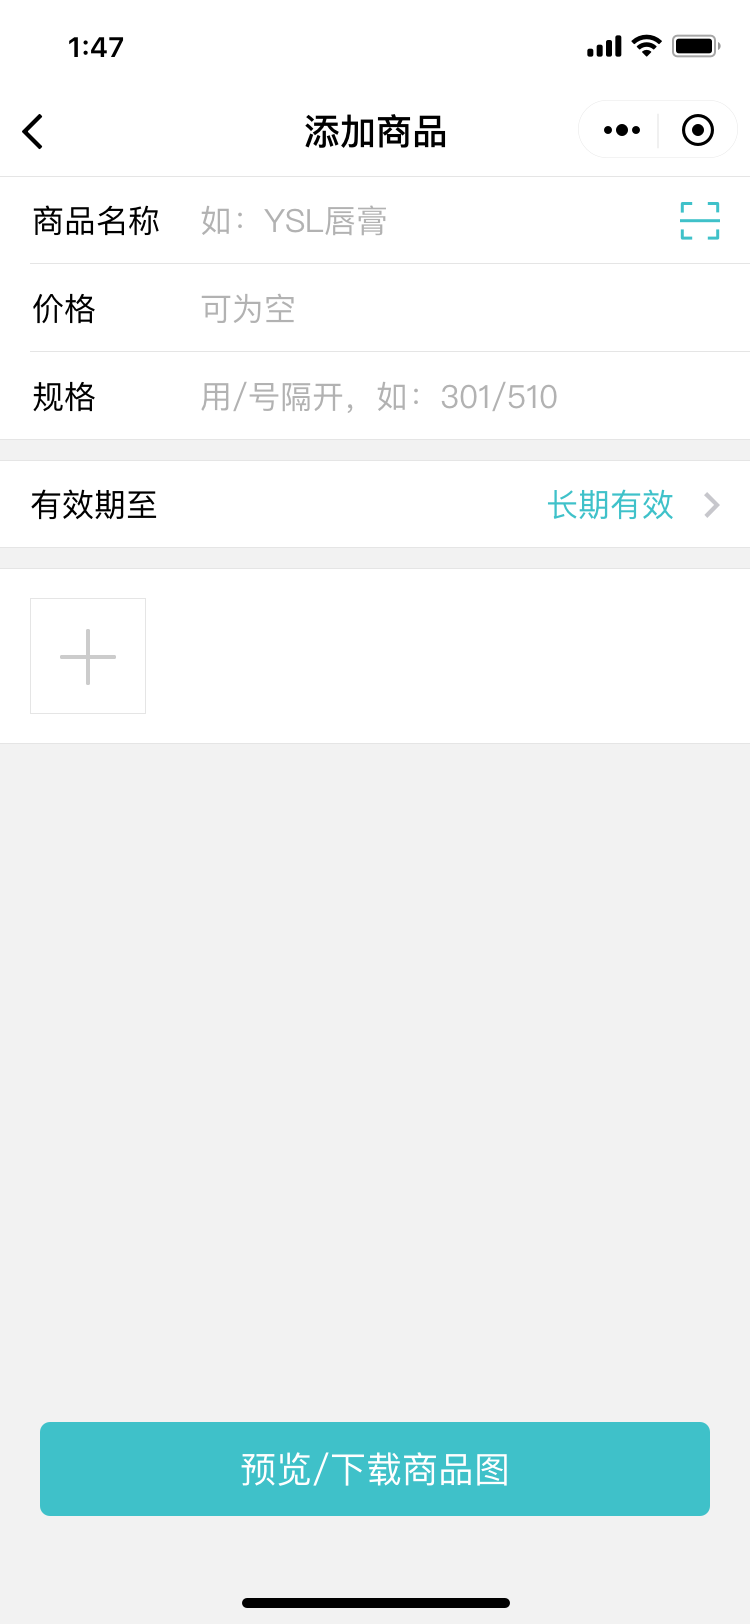 1:47
添加商品
商品名称 如：YSL唇膏
价格 可为空
规格 用/号隔开，如：301/510
有效期至 长期有效
预览/下载商品图